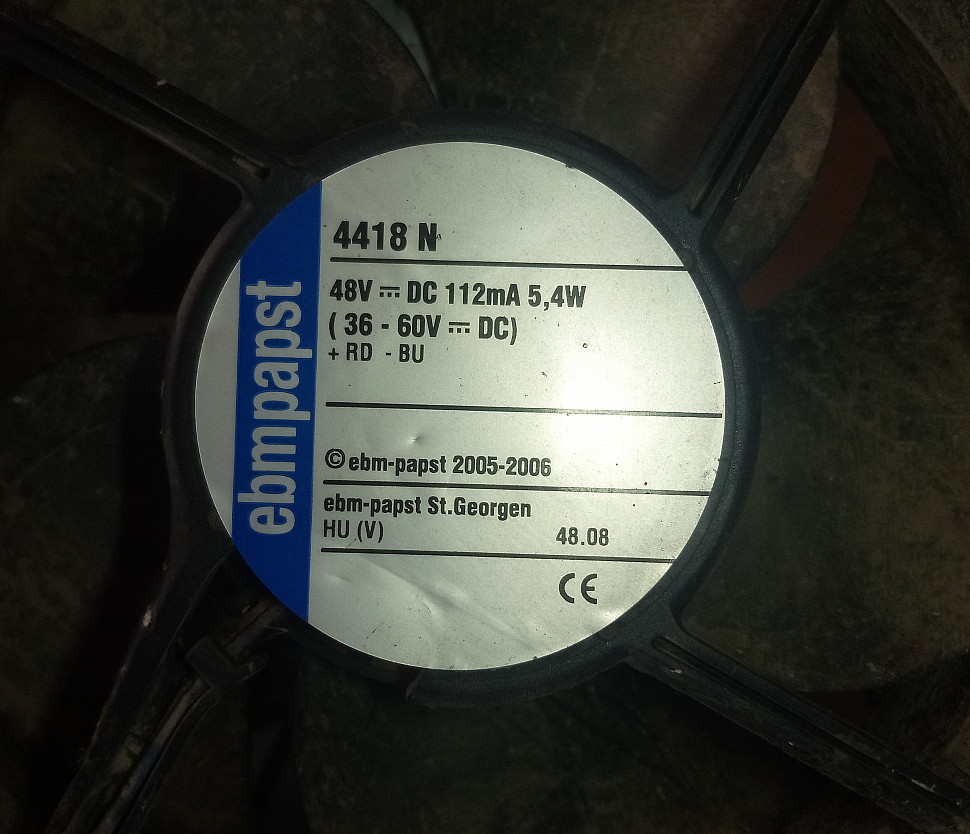 ebmpapst
4418 N
48V ⎓ DC 112mA 5,4W
( 36 - 60V ⎓ DC)
+ RD - BU
© ebm-papst 2005-2006
ebm-papst St.Georgen
HU (V) 48.08
CE